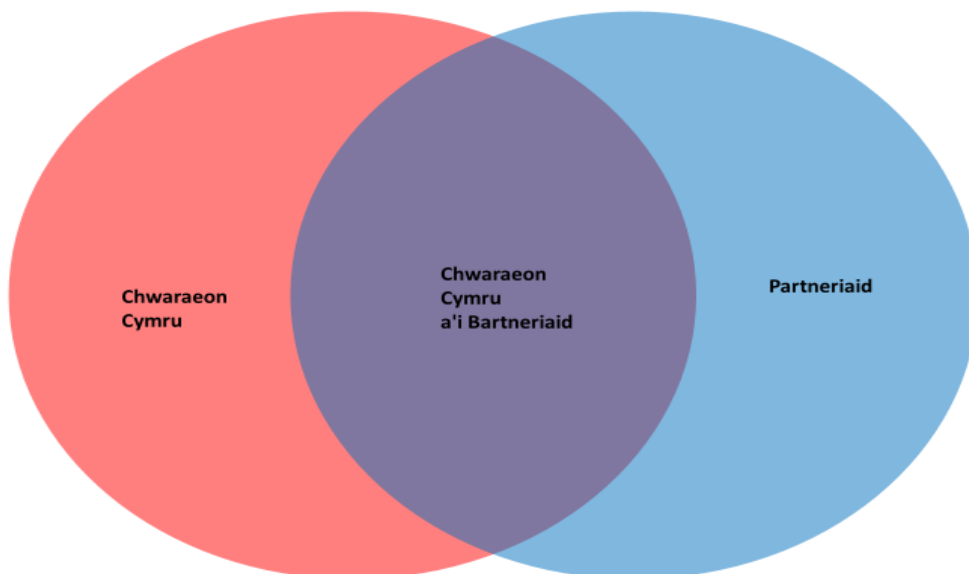 Chwaraeon
Cymru
Chwaraeon
Cymru
a'i Bartneriaid
Partneriaid